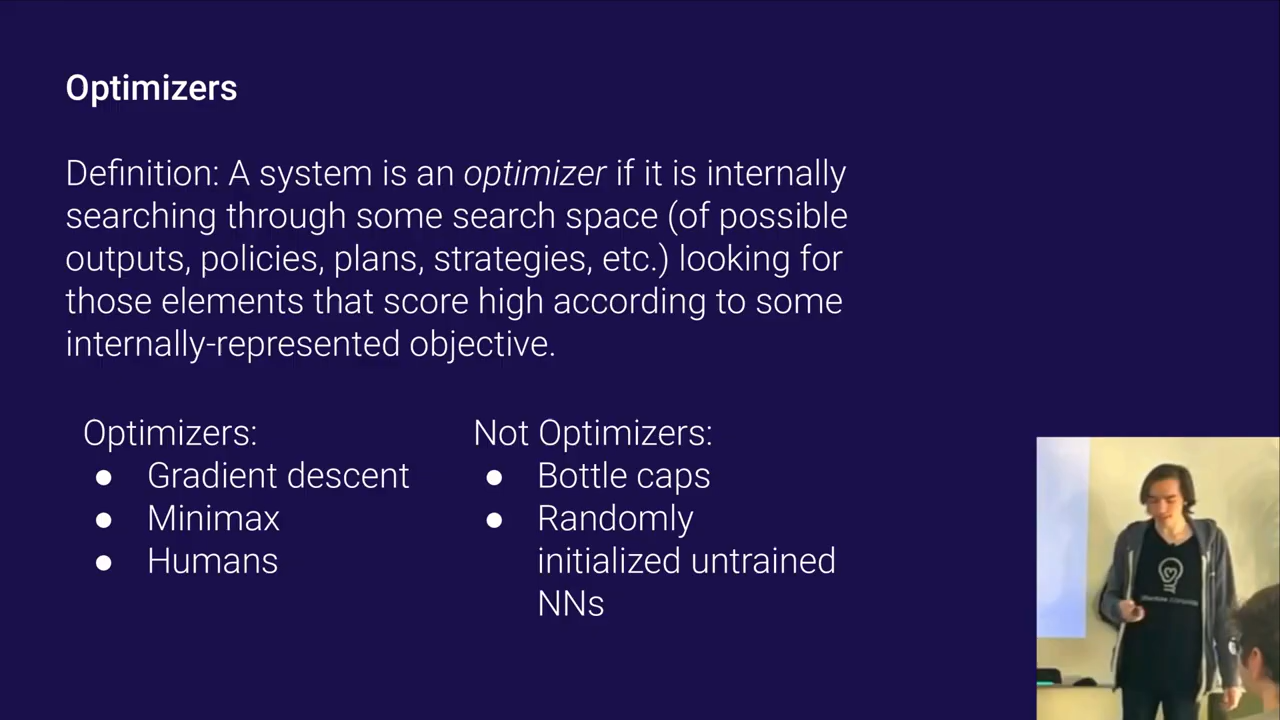 Optimizers
Definition: A system is an optimizer if it is internally
searching through some search space (of possible
outputs, policies, plans, strategies, etc.) looking for
those elements that score high according to some
internally-represented objective.
Optimizers:
● Gradient descent
● Minimax
● Humans
Not Optimizers:
● Bottle caps
● Randomly
initialized untrained
NNs